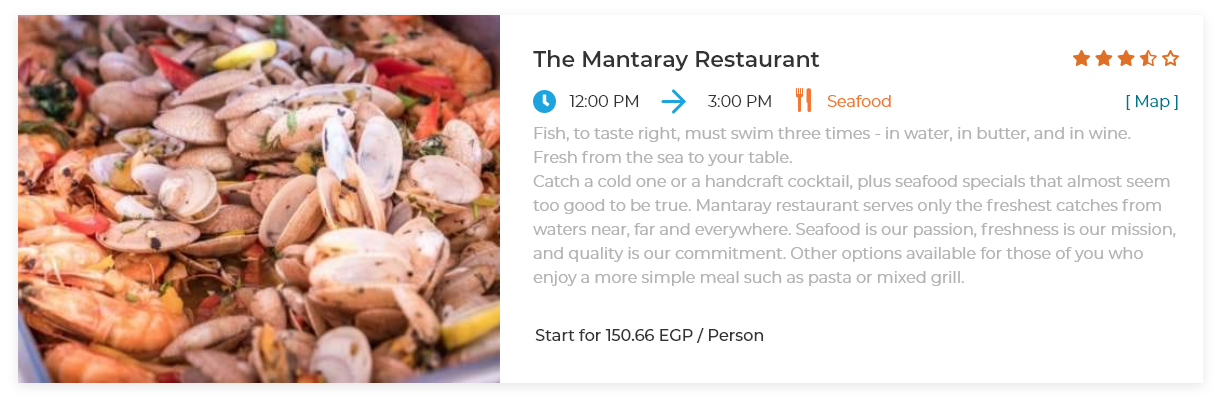 The Mantaray Restaurant
12:00 PM 3:00 PM Seafood [ Map ]
Fish, to taste right, must swim three times - in water, in butter, and in wine.
Fresh from the sea to your table.
Catch a cold one or a handcraft cocktail, plus seafood specials that almost seem
too good to be true. Mantaray restaurant serves only the freshest catches from
waters near, far and everywhere. Seafood is our passion, freshness is our mission,
and quality is our commitment. Other options available for those of you who
enjoy a more simple meal such as pasta or mixed grill.
Start for 150.66 EGP / Person